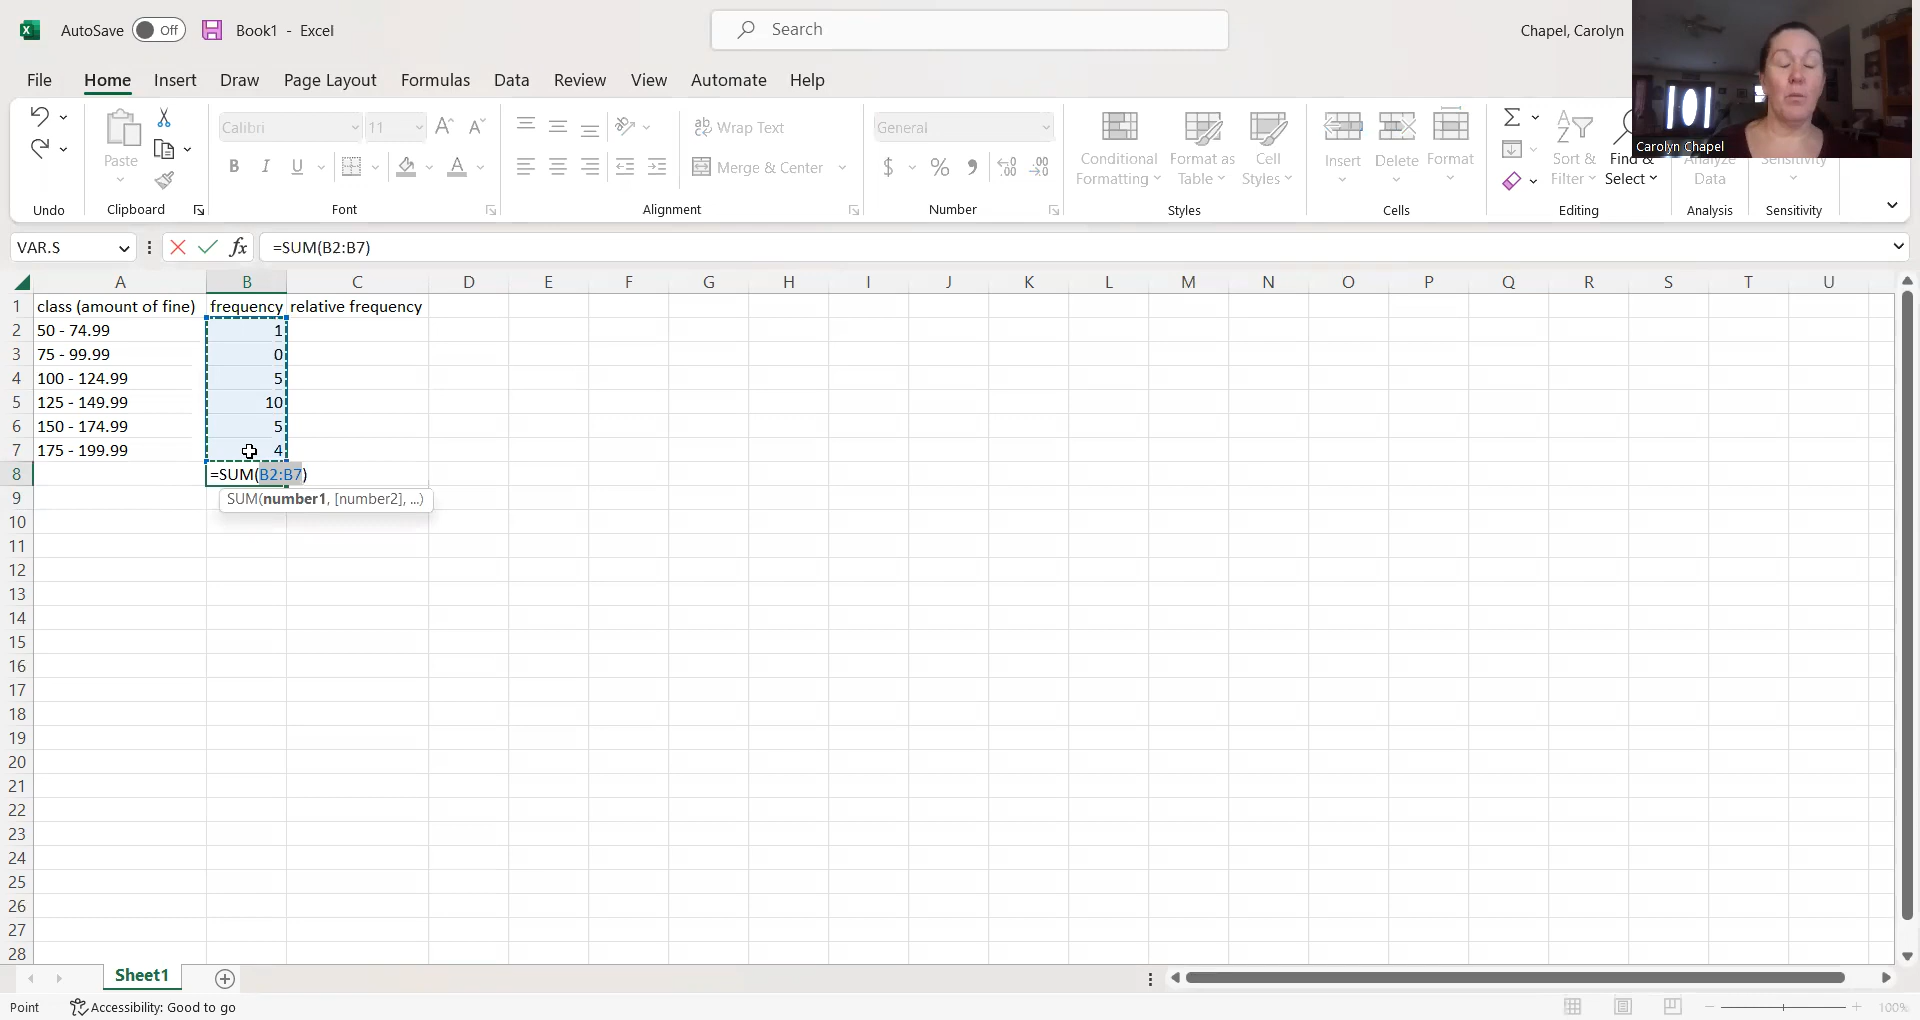 AutoSave Off Book1 - Excel Search Chapel, Carolyn
File Home Insert Draw Page Layout Formulas Data Review View Automate Help
Carolyn Chapel
Paste
Calibri 11
B I U A
Wrap Text
Merge & Center
General
$ % 9
Conditional Formatting
Format as Table
Cell Styles
Insert
Delete
Format
Sort & Filter
Find & Select
Analyze Data
Sensitivity
Undo Clipboard Font Alignment Number Styles Cells Editing Analysis Sensitivity
VAR.S fx =SUM(B2:B7)
A B C D E F G H I J K L M N O P Q R S T U
1 class (amount of fine) frequency relative frequency
2 50 - 74.99 1
3 75 - 99.99 0
4 100 - 124.99 5
5 125 - 149.99 10
6 150 - 174.99 5
7 175 - 199.99 4
8 =SUM(B2:B7)
9 SUM(number1, [number2], ...)
10
11
12
13
14
15
16
17
18
19
20
21
22
23
24
25
26
27
28
Sheet1
Point Accessibility: Good to go 100%